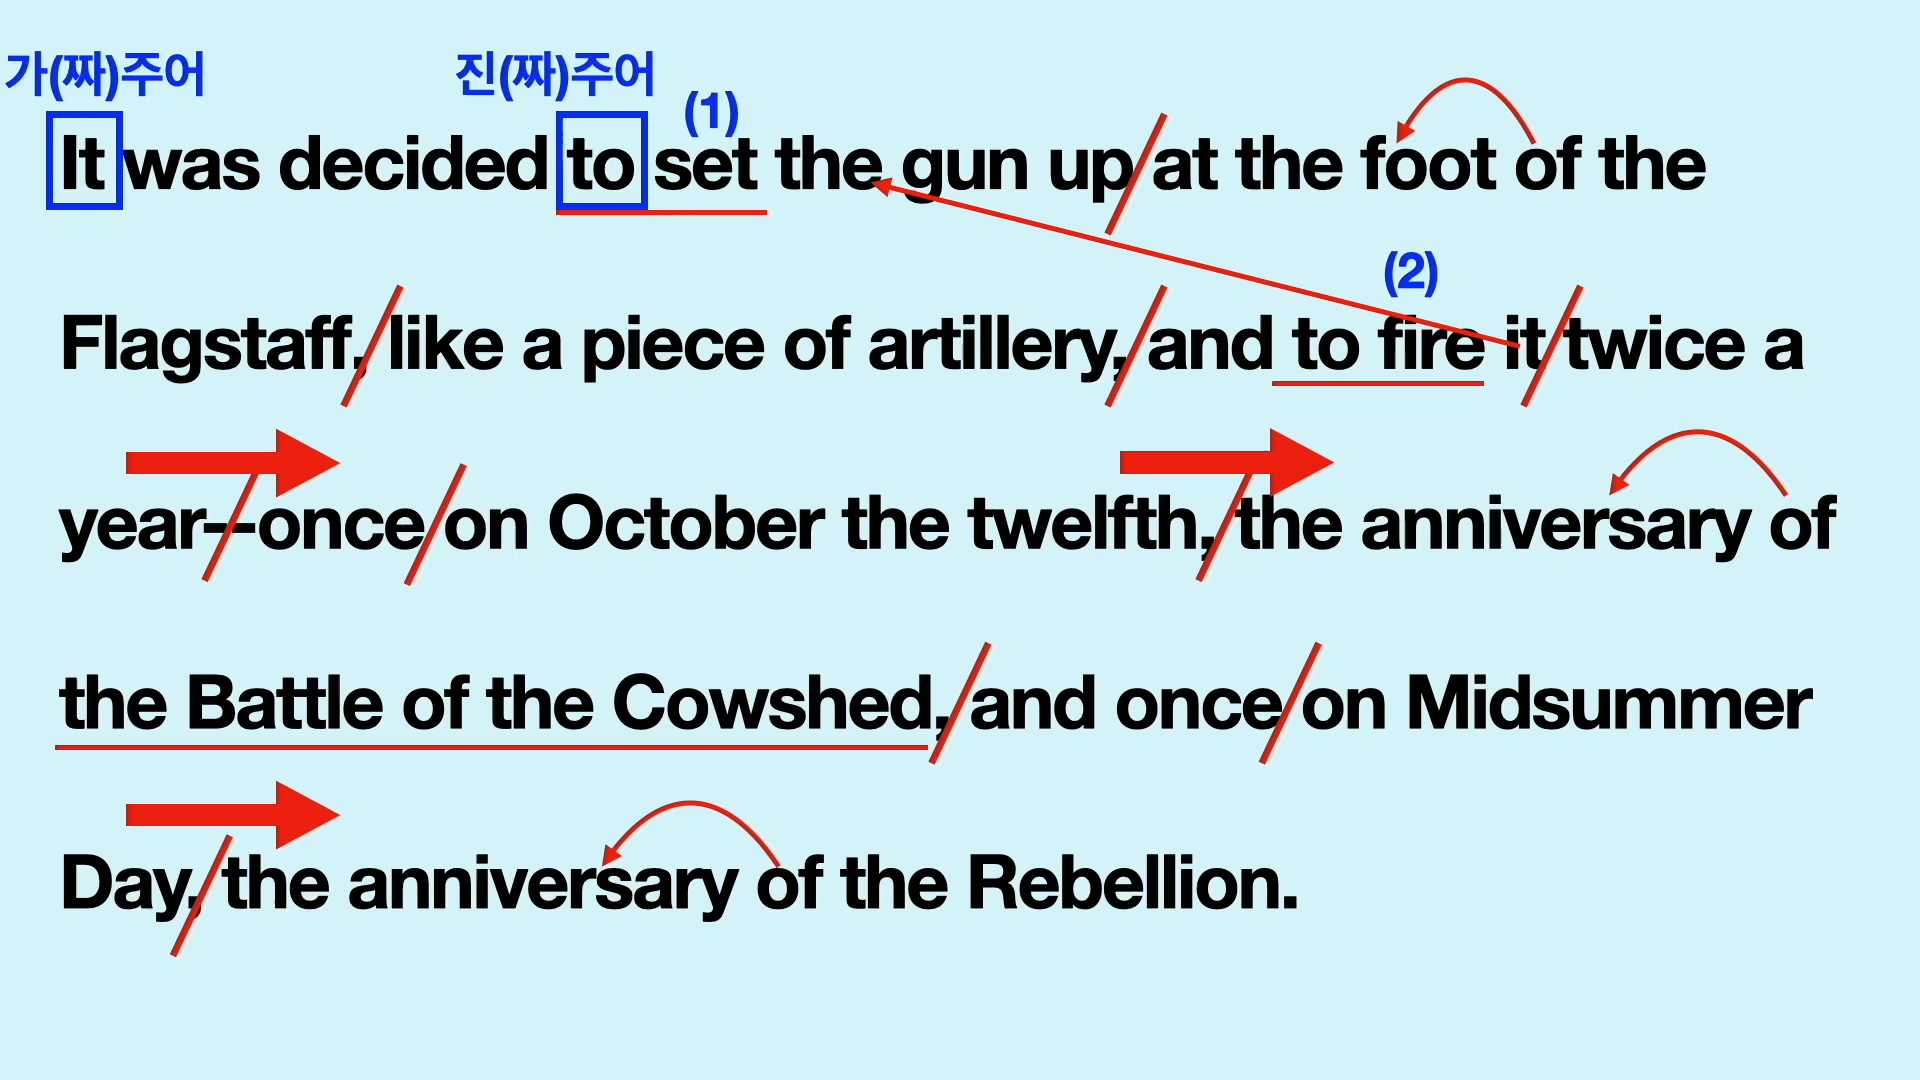 가(짜)주어 진(짜)주어
(1)
It was decided to set the gun up at the foot of the
(2)
Flagstaff, like a piece of artillery, and to fire it twice a
year--once on October the twelfth, the anniversary of
the Battle of the Cowshed, and once on Midsummer
Day, the anniversary of the Rebellion.